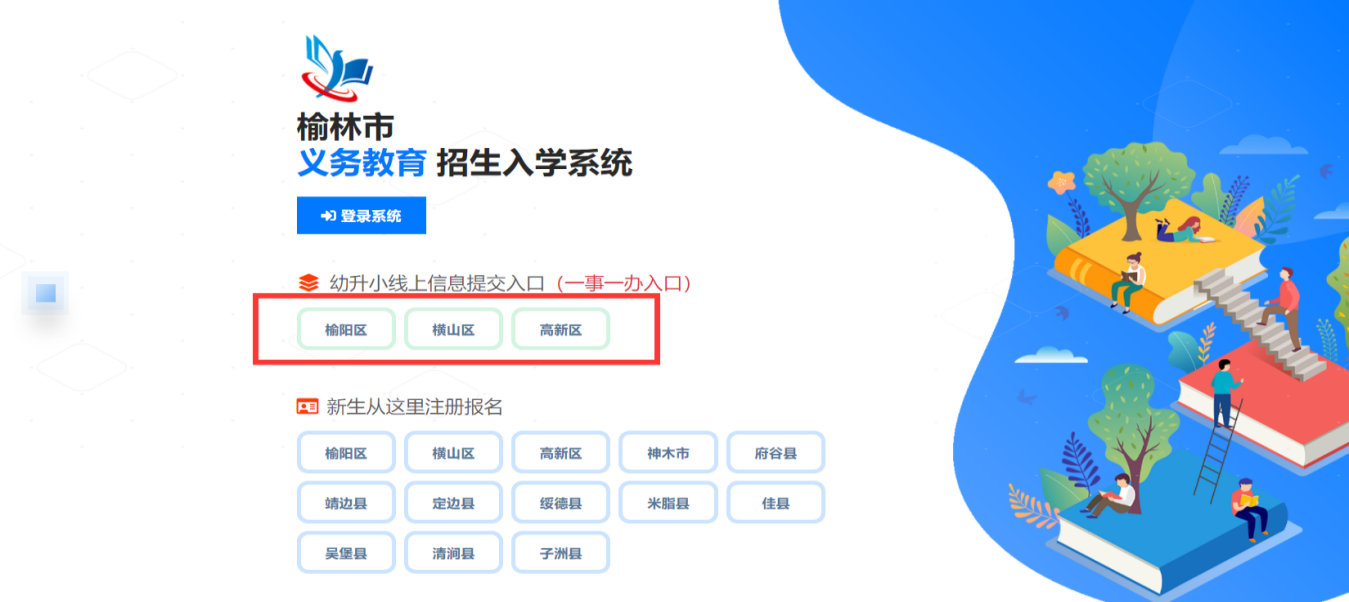 榆林市
义务教育 招生入学系统
登录系统
幼升小线上信息提交入口（一事一办入口）
榆阳区 横山区 高新区
新生从这里注册报名
榆阳区 横山区 高新区 神木市 府谷县
靖边县 定边县 绥德县 米脂县 佳县
吴堡县 清涧县 子洲县